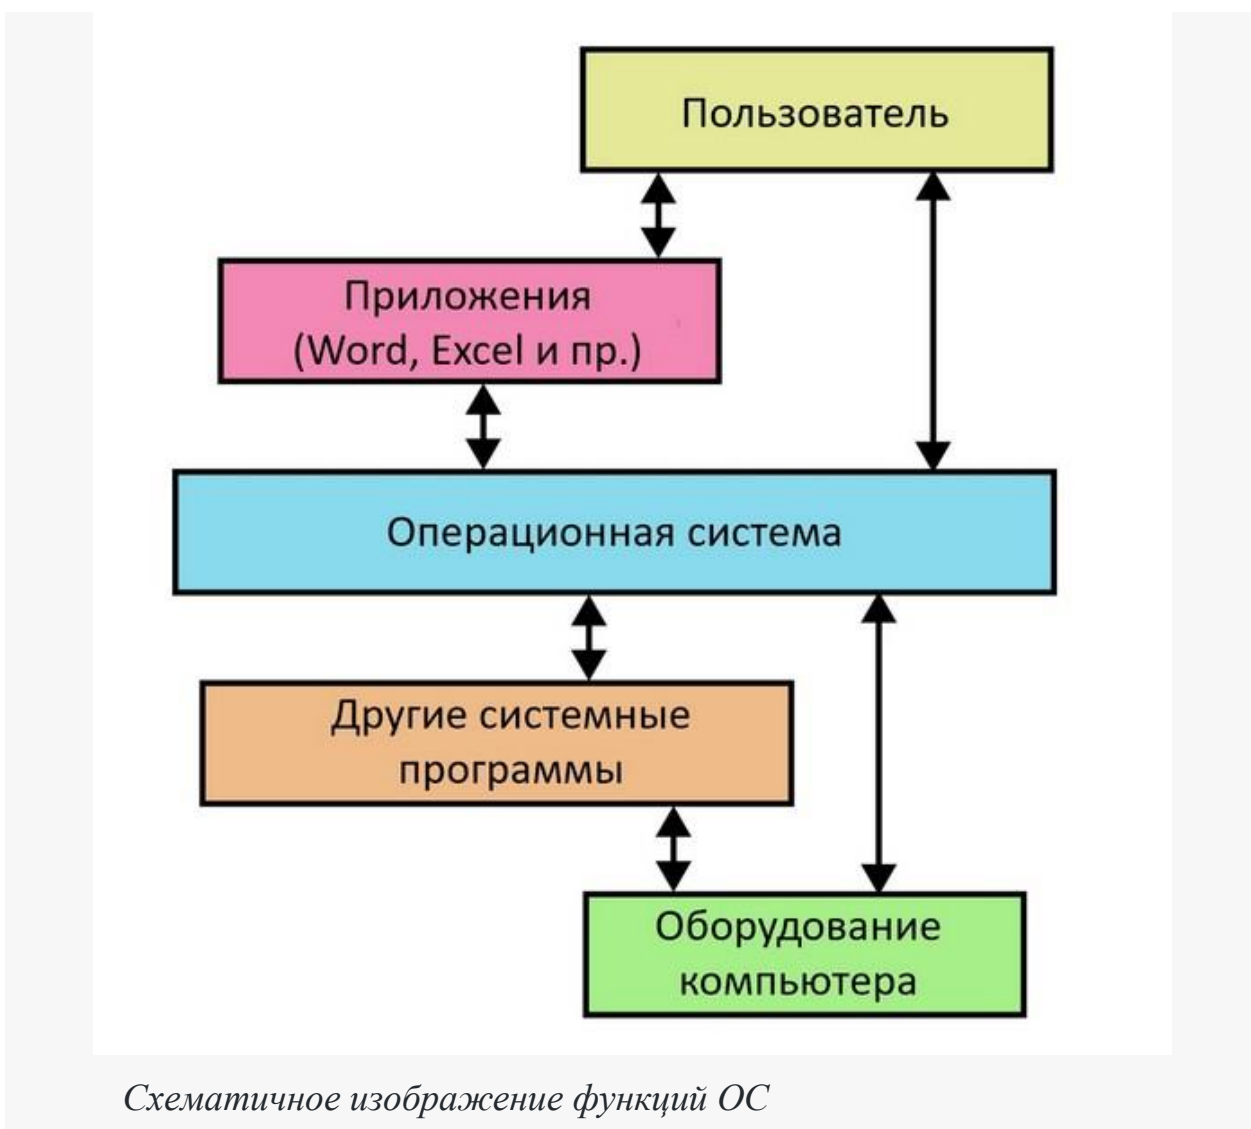 Пользователь
Приложения
(Word, Excel и пр.)
Операционная система
Другие системные
программы
Оборудование
компьютера
Схематичное изображение функций ОС